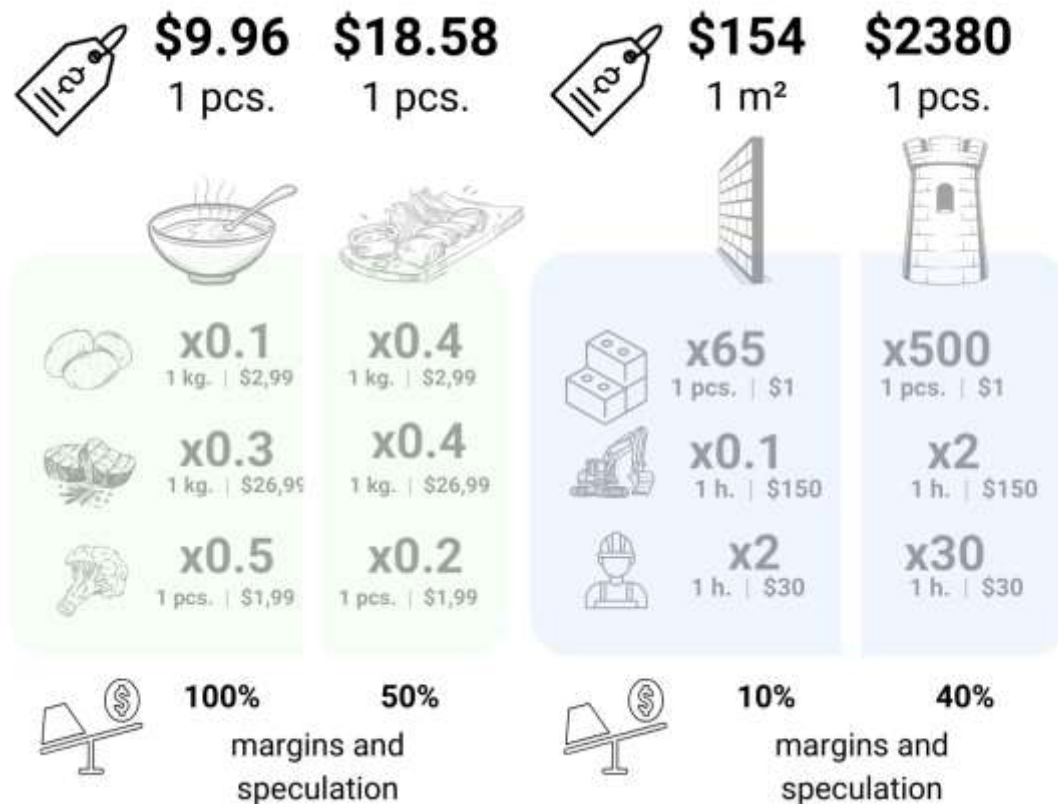 $9.96 $18.58 $154 $2380
1 pcs. 1 pcs. 1 m² 1 pcs.
x0.1 x0.4 x65 x500
1 kg. | $2,99 1 kg. | $2,99 1 pcs. | $1 1 pcs. | $1
x0.3 x0.4 x0.1 x2
1 kg. | $26,99 1 kg. | $26,99 1 h. | $150 1 h. | $150
x0.5 x0.2 x2 x30
1 pcs. | $1,99 1 pcs. | $1,99 1 h. | $30 1 h. | $30
100% 50% 10% 40%
margins and margins and
speculation speculation